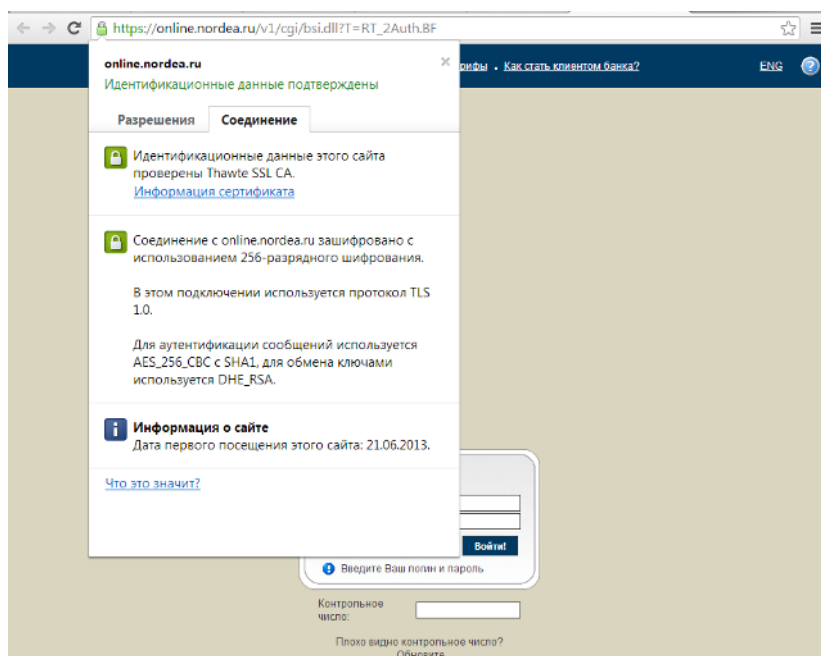 https://online.nordea.ru/v1/cgi/bsi.dll?T=RT_2Auth.BF
Как стать клиентом банка?
ENG
online.nordea.ru
Идентификационные данные подтверждены
Разрешения Соединение
Идентификационные данные этого сайта
проверены Thawte SSL CA.
Информация сертификата
Соединение с online.nordea.ru зашифровано с
использованием 256-разрядного шифрования.
В этом подключении используется протокол TLS
1.0.
Для аутентификации сообщений используется
AES_256_CBC с SHA1, для обмена ключами
используется DHE_RSA.
Информация о сайте
Дата первого посещения этого сайта: 21.06.2013.
Что это значит?
Войти!
Введите Ваш логин и пароль
Контрольное
число:
Плохо видно контрольное число?
Обновите